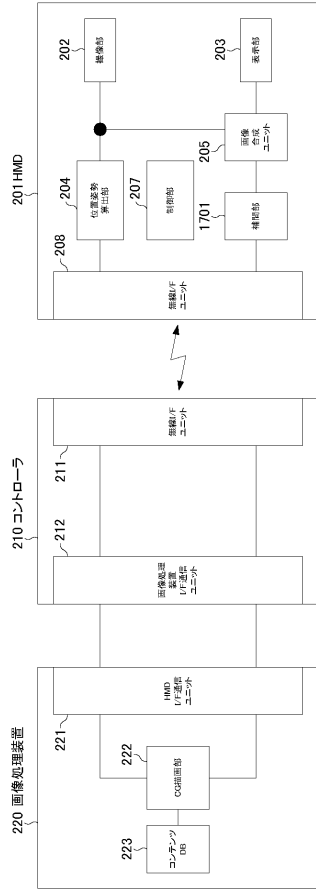 220 画像処理装置
221
HMD
I/F通信
ユニット
222
CG描画部
223
コンテンツ
DB
210 コントローラ
212
画像処理
装置
I/F通信
ユニット
211
無線I/F
ユニット
201 HMD
208
無線I/F
ユニット
204
位置姿勢
算出部
202
撮像部
207
制御部
1701
補間部
205
画像
合成
ユニット
203
表示部